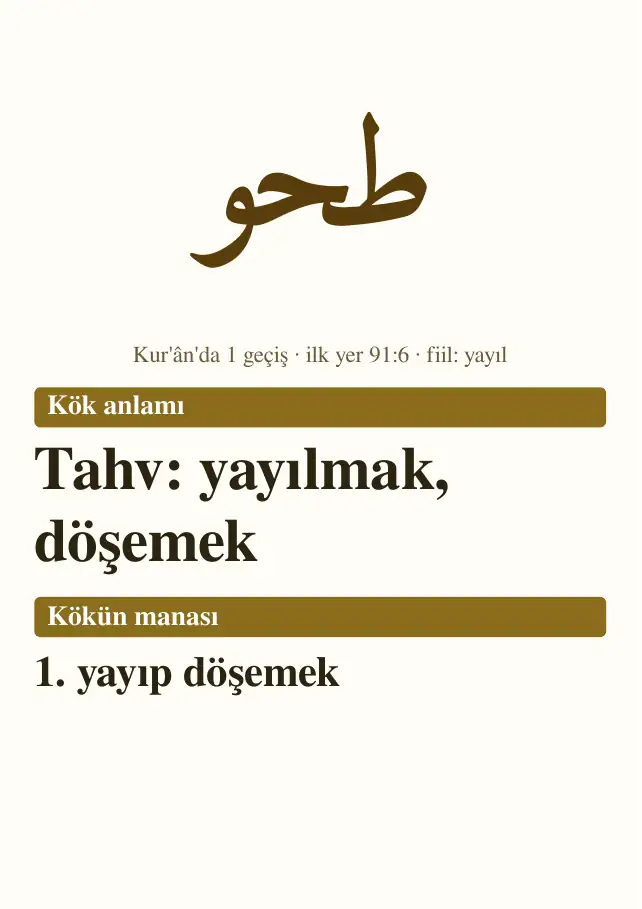 طحو
Kur'ân'da 1 geçiş · ilk yer 91:6 · fiil: yayıl
Kök anlamı
Tahv: yayılmak,
döşemek
Kökün manası
1. yayıp döşemek